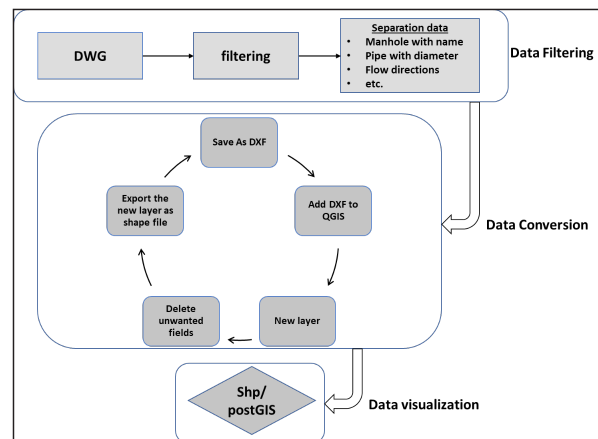 DWG
filtering
Separation data
• Manhole with name
• Pipe with diameter
• Flow directions
• etc.
Data Filtering
Save As DXF
Export the
new layer as
shape file
Add DXF to
QGIS
Data Conversion
Delete
unwanted
fields
New layer
Shp/
postGIS
Data visualization